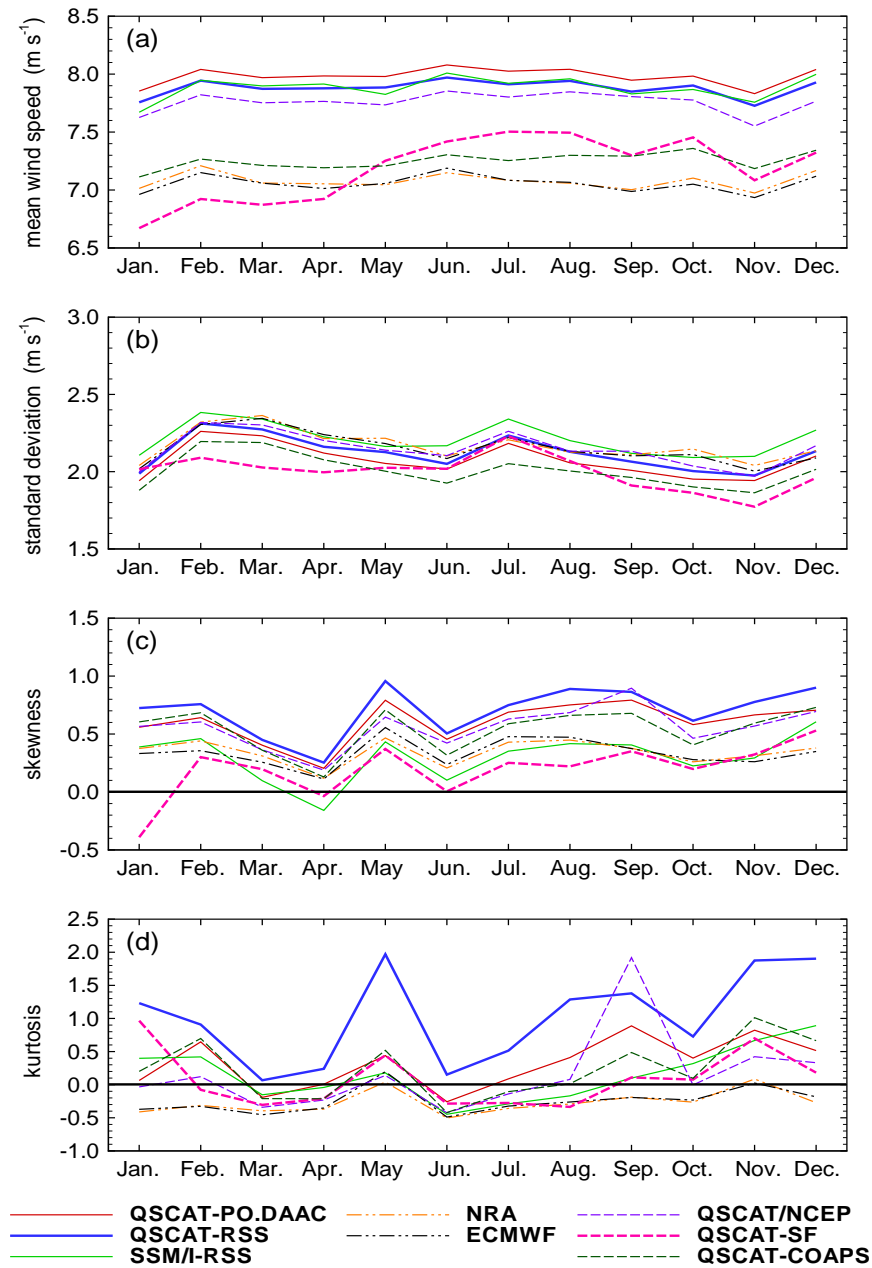 8.5
(a)
8.0
7.5
7.0
6.5
mean wind speed (m s⁻¹)
Jan. Feb. Mar. Apr. May Jun. Jul. Aug. Sep. Oct. Nov. Dec.
3.0
(b)
2.5
2.0
1.5
standard deviation (m s⁻¹)
Jan. Feb. Mar. Apr. May Jun. Jul. Aug. Sep. Oct. Nov. Dec.
1.5
(c)
1.0
0.5
0.0
-0.5
skewness
Jan. Feb. Mar. Apr. May Jun. Jul. Aug. Sep. Oct. Nov. Dec.
2.5
(d)
2.0
1.5
1.0
0.5
0.0
-0.5
-1.0
kurtosis
Jan. Feb. Mar. Apr. May Jun. Jul. Aug. Sep. Oct. Nov. Dec.
QSCAT-PO.DAAC NRA QSCAT/NCEP
QSCAT-RSS ECMWF QSCAT-SF
SSM/I-RSS QSCAT-COAPS